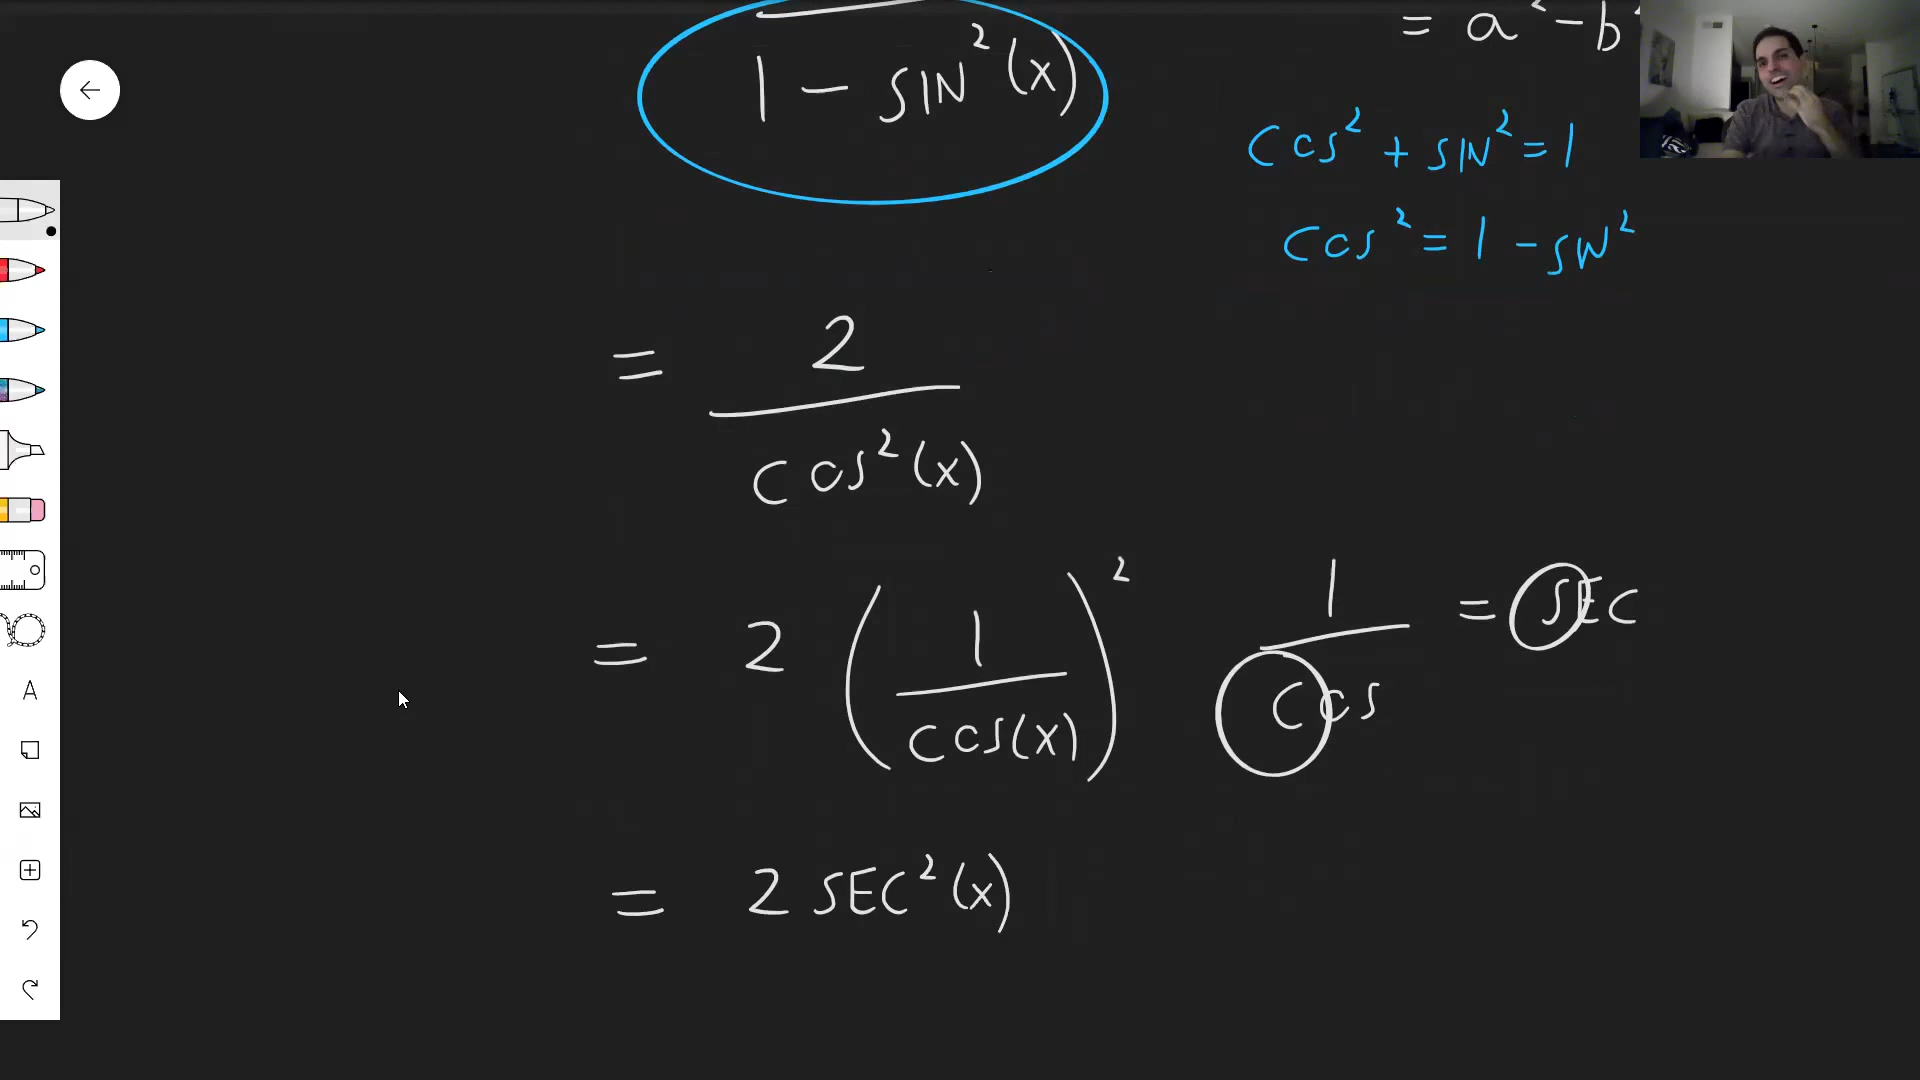 = a² - b²
1 - SIN²(x)
COS² + SIN² = 1
COS² = 1 - SIN²
= 2
COS²(x)
= 2 (1/COS(x))²
1/COS = SEC
= 2 SEC²(x)
A